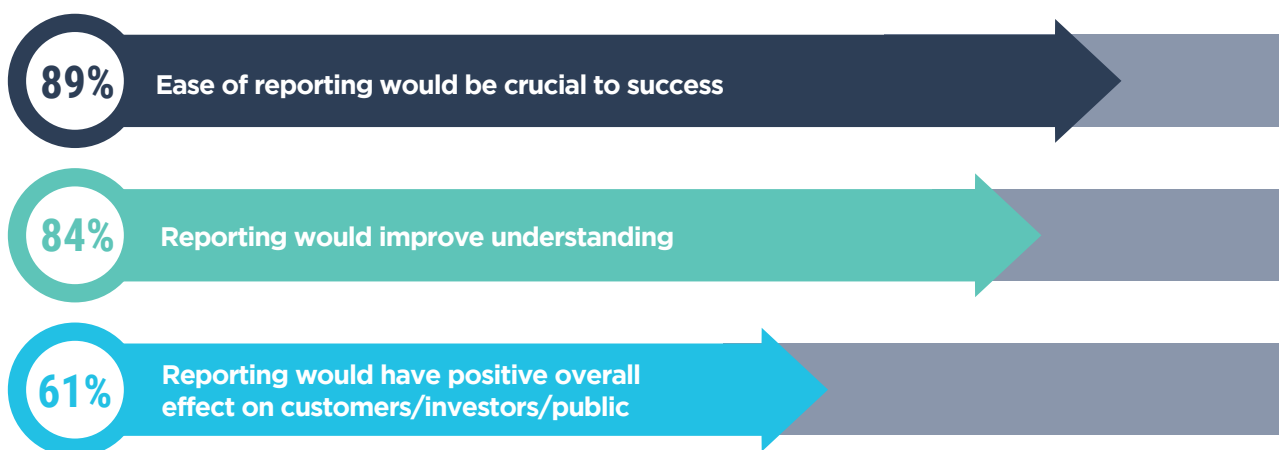 89%
Ease of reporting would be crucial to success
84%
Reporting would improve understanding
61%
Reporting would have positive overall
effect on customers/investors/public